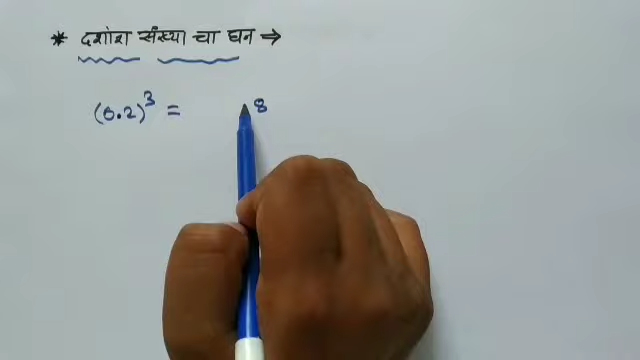 * दशांश संख्या चा घन ⇒
(0.2)³ = 8